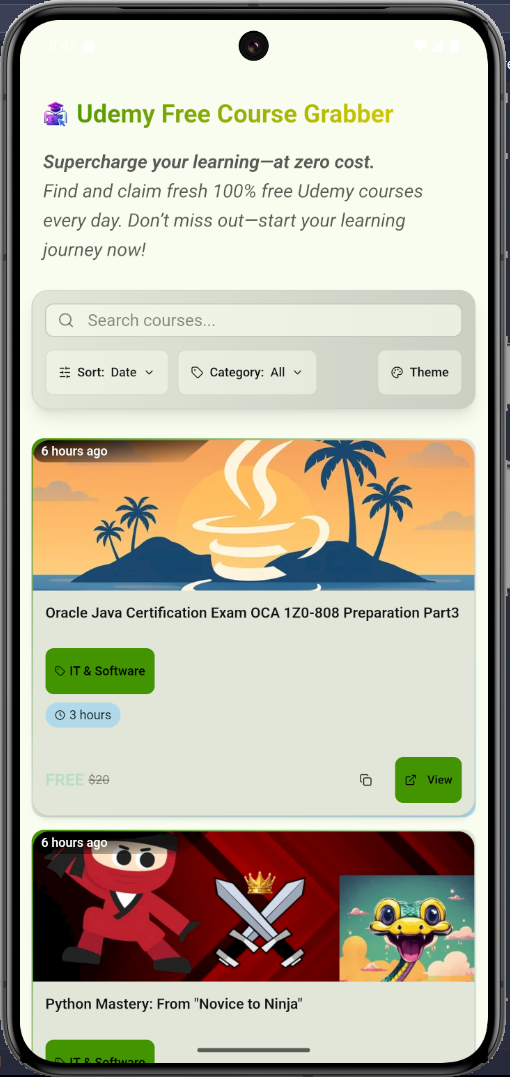 Udemy Free Course Grabber
Supercharge your learning—at zero cost.
Find and claim fresh 100% free Udemy courses
every day. Don’t miss out—start your learning
journey now!
Search courses...
Sort: Date
Category: All
Theme
6 hours ago
Oracle Java Certification Exam OCA 1Z0-808 Preparation Part3
IT & Software
3 hours
FREE $20
View
6 hours ago
Python Mastery: From "Novice to Ninja"
IT & Software